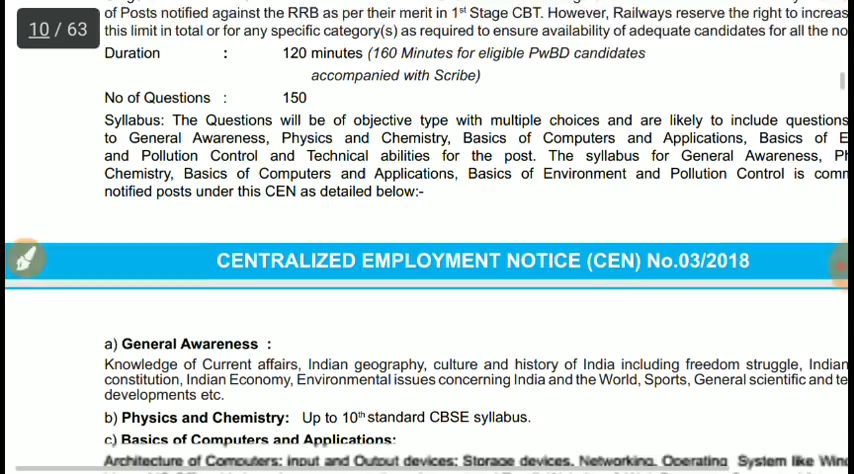 of Posts notified against the RRB as per their merit in 1st Stage CBT. However, Railways reserve the right to increas
10 / 63
this limit in total or for any specific category(s) as required to ensure availability of adequate candidates for all the no
Duration : 120 minutes (160 Minutes for eligible PwBD candidates
accompanied with Scribe)
No of Questions : 150
Syllabus: The Questions will be of objective type with multiple choices and are likely to include questions
to General Awareness, Physics and Chemistry, Basics of Computers and Applications, Basics of E
and Pollution Control and Technical abilities for the post. The syllabus for General Awareness, Ph
Chemistry, Basics of Computers and Applications, Basics of Environment and Pollution Control is comm
notified posts under this CEN as detailed below:-
CENTRALIZED EMPLOYMENT NOTICE (CEN) No.03/2018
a) General Awareness :
Knowledge of Current affairs, Indian geography, culture and history of India including freedom struggle, Indian
constitution, Indian Economy, Environmental issues concerning India and the World, Sports, General scientific and te
developments etc.
b) Physics and Chemistry: Up to 10th standard CBSE syllabus.
c) Basics of Computers and Applications:
Architecture of Computers; input and Output devices; Storage devices, Networking, Operating System like Wind